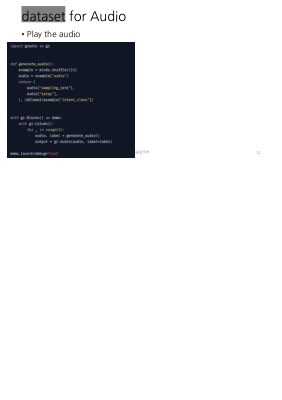 dataset for Audio
• Play the audio
import gradio as gr
def generate_audio():
example = minds.shuffle()[0]
audio = example["audio"]
return (
audio["sampling_rate"],
audio["array"],
), id2label(example["intent_class"])
with gr.Blocks() as demo:
with gr.Column():
for _ in range(4):
audio, label = generate_audio()
output = gr.Audio(audio, label=label)
demo.launch(debug=True)